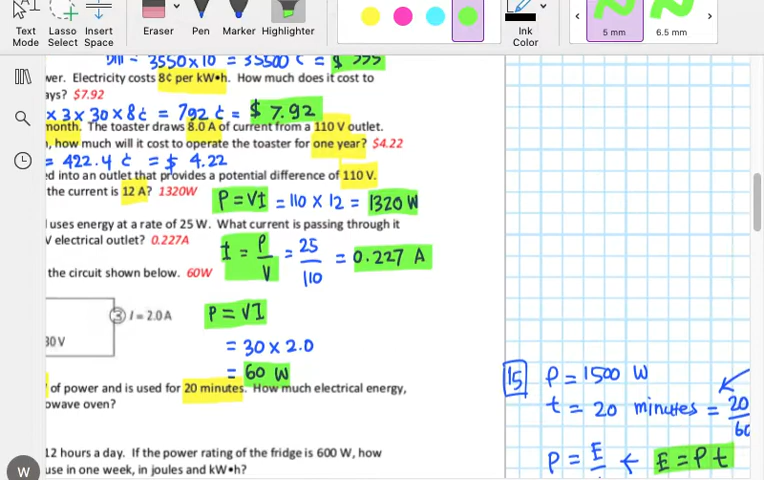 Text Mode
Lasso Select
Insert Space
Eraser
Pen
Marker
Highlighter
Ink Color
5 mm
6.5 mm
3550 x 10 = 35500 ¢ = $ 355
wer. Electricity costs 8¢ per kW•h. How much does it cost to
ays? $7.92
x 3 x 30 x 8¢ = 792 ¢ = $ 7.92
month. The toaster draws 8.0 A of current from a 110 V outlet.
, how much will it cost to operate the toaster for one year? $4.22
= 422.4 ¢ = $ 4.22
ed into an outlet that provides a potential difference of 110 V.
the current is 12 A? 1320W
P = VI = 110 x 12 = 1320 W
uses energy at a rate of 25 W. What current is passing through it
V electrical outlet? 0.227A
I = P/V = 25/110 = 0.227 A
the circuit shown below. 60W
3 I = 2.0 A
30 V
P = VI
= 30 x 2.0
= 60 W
of power and is used for 20 minutes. How much electrical energy,
owave oven?
12 hours a day. If the power rating of the fridge is 600 W, how
use in one week, in joules and kW•h?
15 P = 1500 W
t = 20 minutes = 20/60
P = E ← E = P t
W